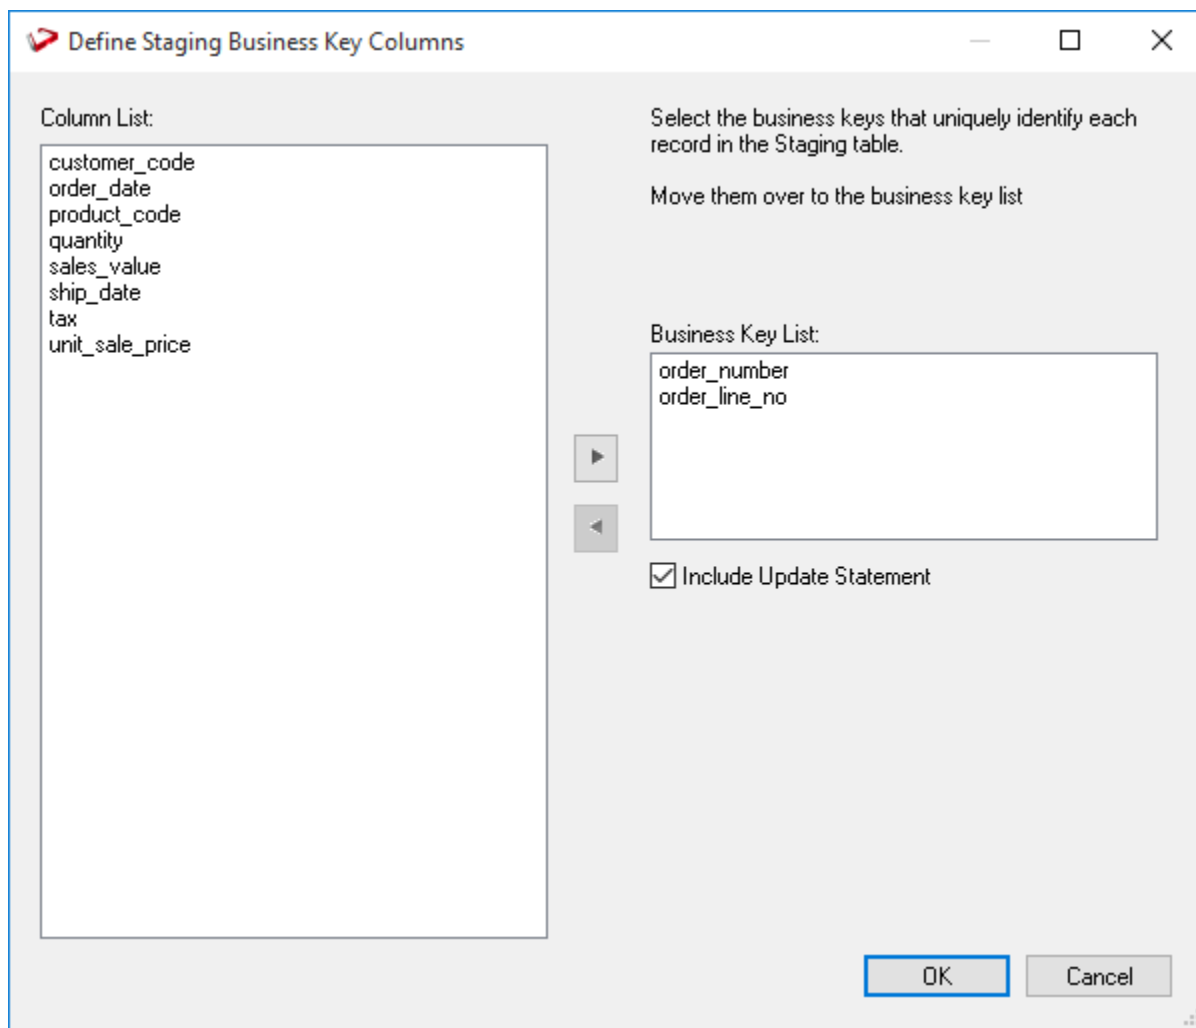 Define Staging Business Key Columns
Column List:
customer_code
order_date
product_code
quantity
sales_value
ship_date
tax
unit_sale_price
Select the business keys that uniquely identify each
record in the Staging table.
Move them over to the business key list
Business Key List:
order_number
order_line_no
Include Update Statement
OK
Cancel